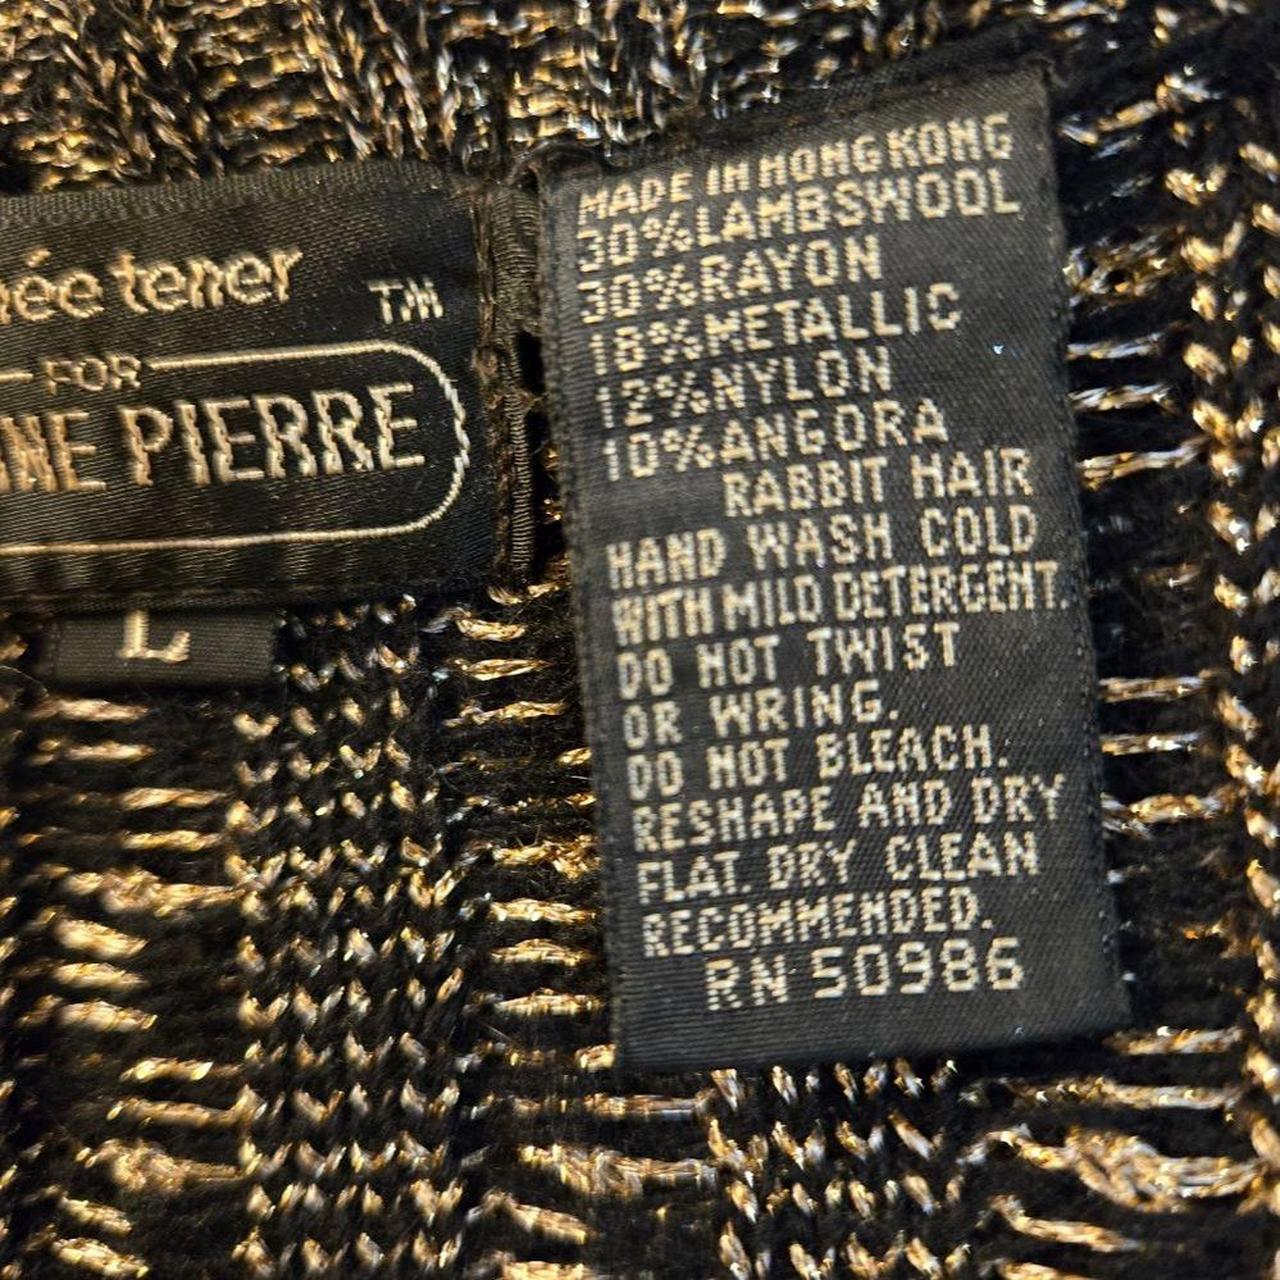 tener
TM
FOR
PIERRE
L
MADE IN HONG KONG
30% LAMBSWOOL
30% RAYON
18% METALLIC
12% NYLON
10% ANGORA
RABBIT HAIR
HAND WASH COLD
WITH MILD DETERGENT.
DO NOT TWIST
OR WRING.
DO NOT BLEACH.
RESHAPE AND DRY
FLAT. DRY CLEAN
RECOMMENDED.
RN 50986